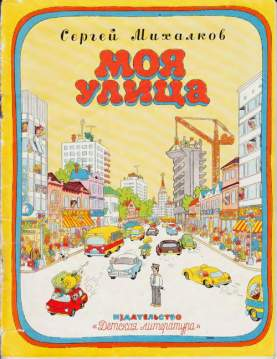 Сергей Михалков
МОЯ
УЛИЦА
ИЗДАТЕЛЬСТВО
«Детская литература»